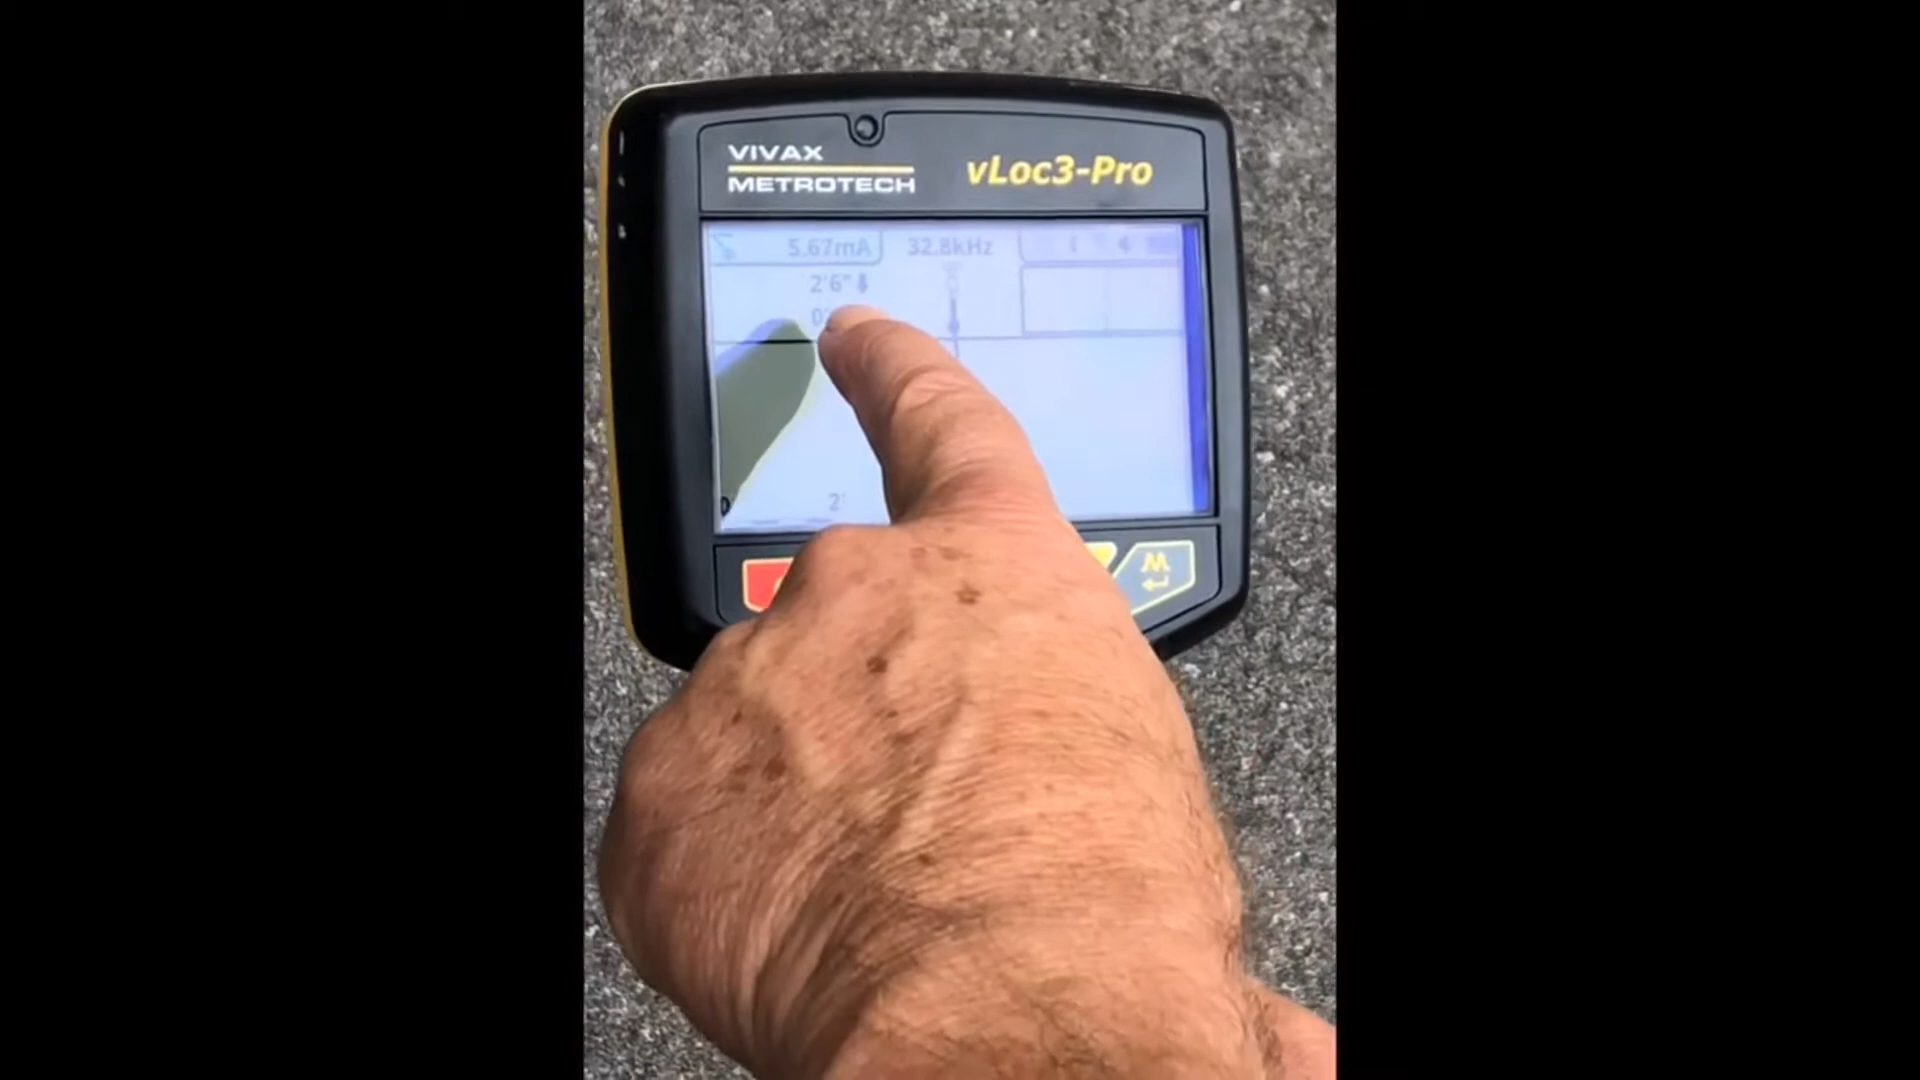 VIVAX
METROTECH
vLoc3-Pro
5.67mA
32.8kHz
2'6"
2'
M